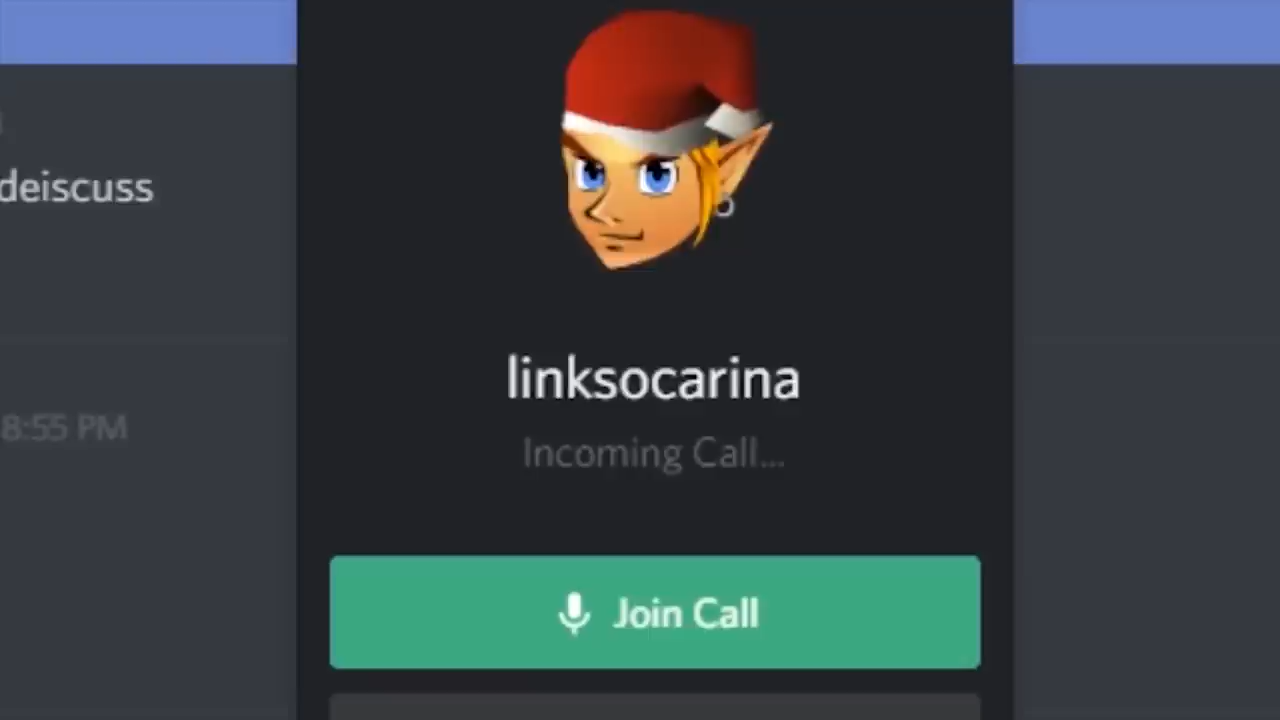 deiscuss
linksocarina
8:55 PM
Incoming Call...
Join Call